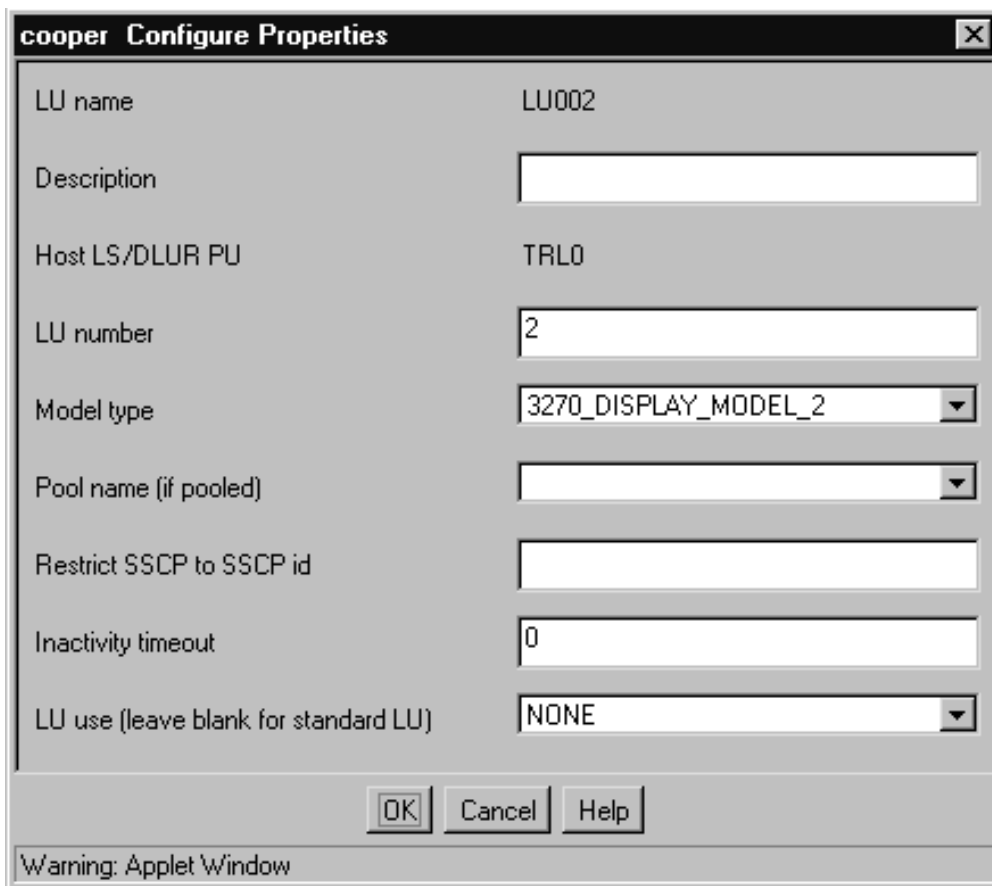 cooper Configure Properties
LU name LU002
Description
Host LS/DLUR PU TRL0
LU number 2
Model type 3270_DISPLAY_MODEL_2
Pool name (if pooled)
Restrict SSCP to SSCP id
Inactivity timeout 0
LU use (leave blank for standard LU) NONE
OK Cancel Help
Warning: Applet Window